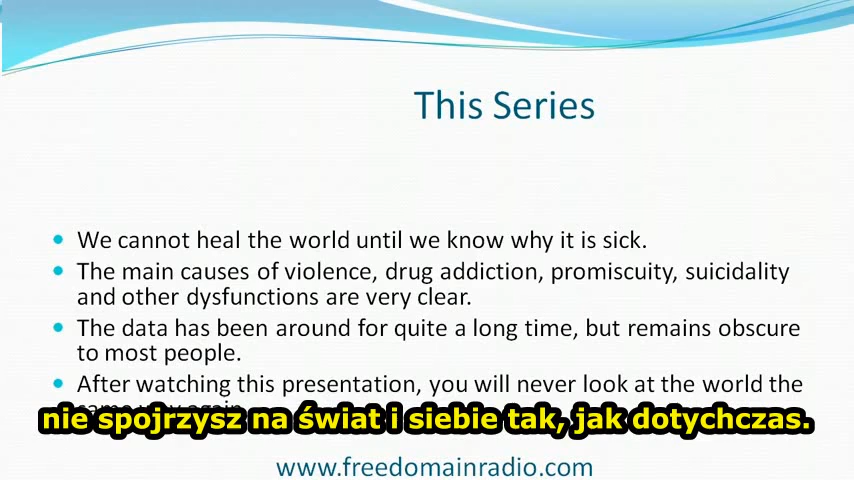 This Series
We cannot heal the world until we know why it is sick.
The main causes of violence, drug addiction, promiscuity, suicidality
and other dysfunctions are very clear.
The data has been around for quite a long time, but remains obscure
to most people.
After watching this presentation, you will never look at the world the
nie spojrzysz na świat i siebie tak, jak dotychczas.
www.freedomainradio.com